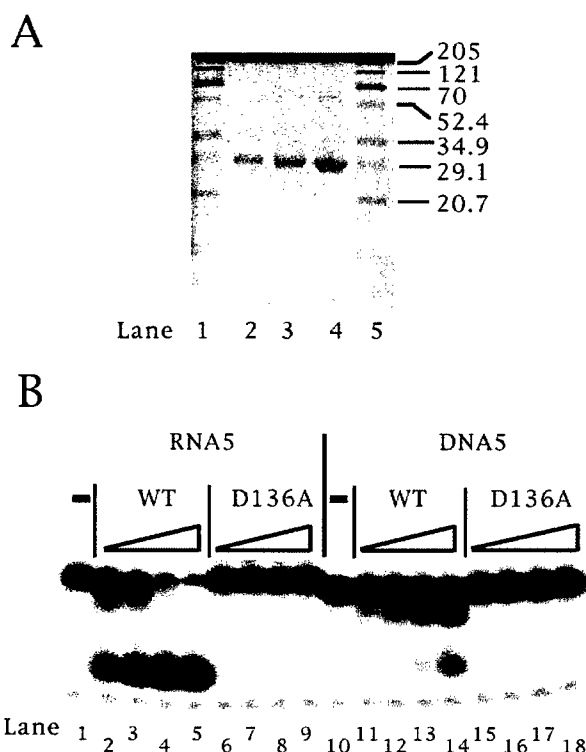 A
205
121
70
52.4
34.9
29.1
20.7
Lane 1 2 3 4 5
B
RNA5 DNA5
- WT D136A - WT D136A
Lane 1 2 3 4 5 6 7 8 9 10 11 12 13 14 15 16 17 18